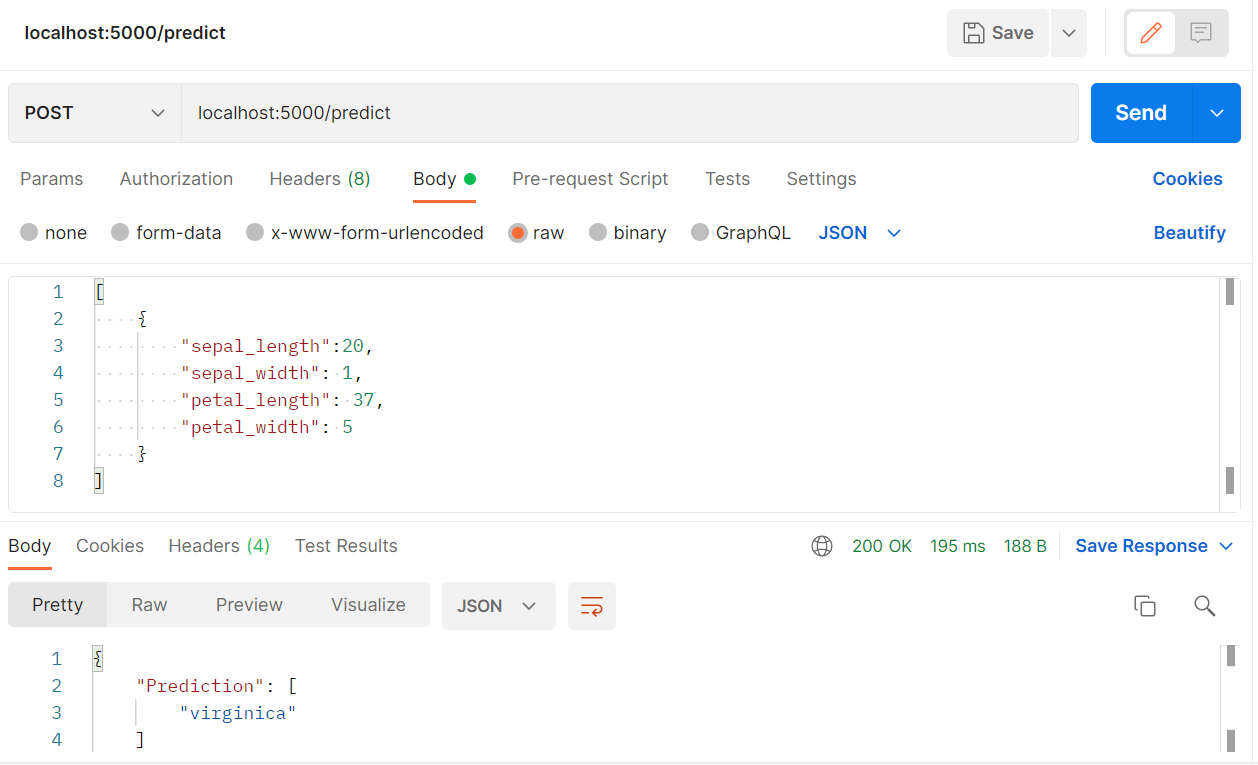 localhost:5000/predict
Save
POST
localhost:5000/predict
Send
Params Authorization Headers (8) Body Pre-request Script Tests Settings Cookies
none form-data x-www-form-urlencoded raw binary GraphQL JSON Beautify
1 [
2 {
3 "sepal_length":20,
4 "sepal_width": 1,
5 "petal_length": 37,
6 "petal_width": 5
7 }
8 ]
Body Cookies Headers (4) Test Results 200 OK 195 ms 188 B Save Response
Pretty Raw Preview Visualize JSON
1 {
2 "Prediction": [
3 "virginica"
4 ]